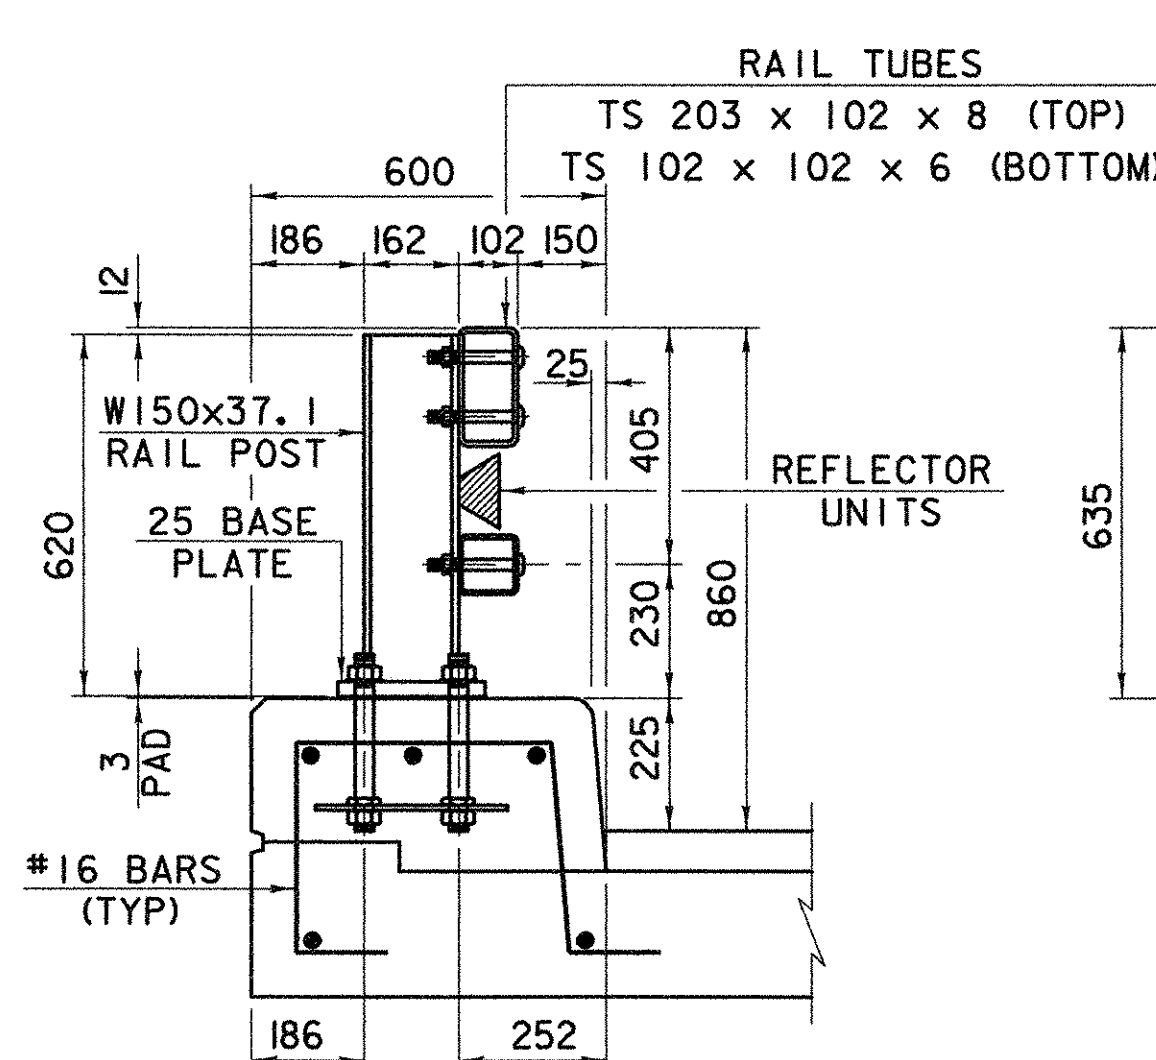 RAIL TUBES
TS 203 x 102 x 8 (TOP)
TS 102 x 102 x 6 (BOTTOM)
600
186 162 102 150
12
25
W150x37.1
RAIL POST
405
REFLECTOR
UNITS
635
620
25 BASE
PLATE
230
860
225
3
PAD
#16 BARS
(TYP)
186
252